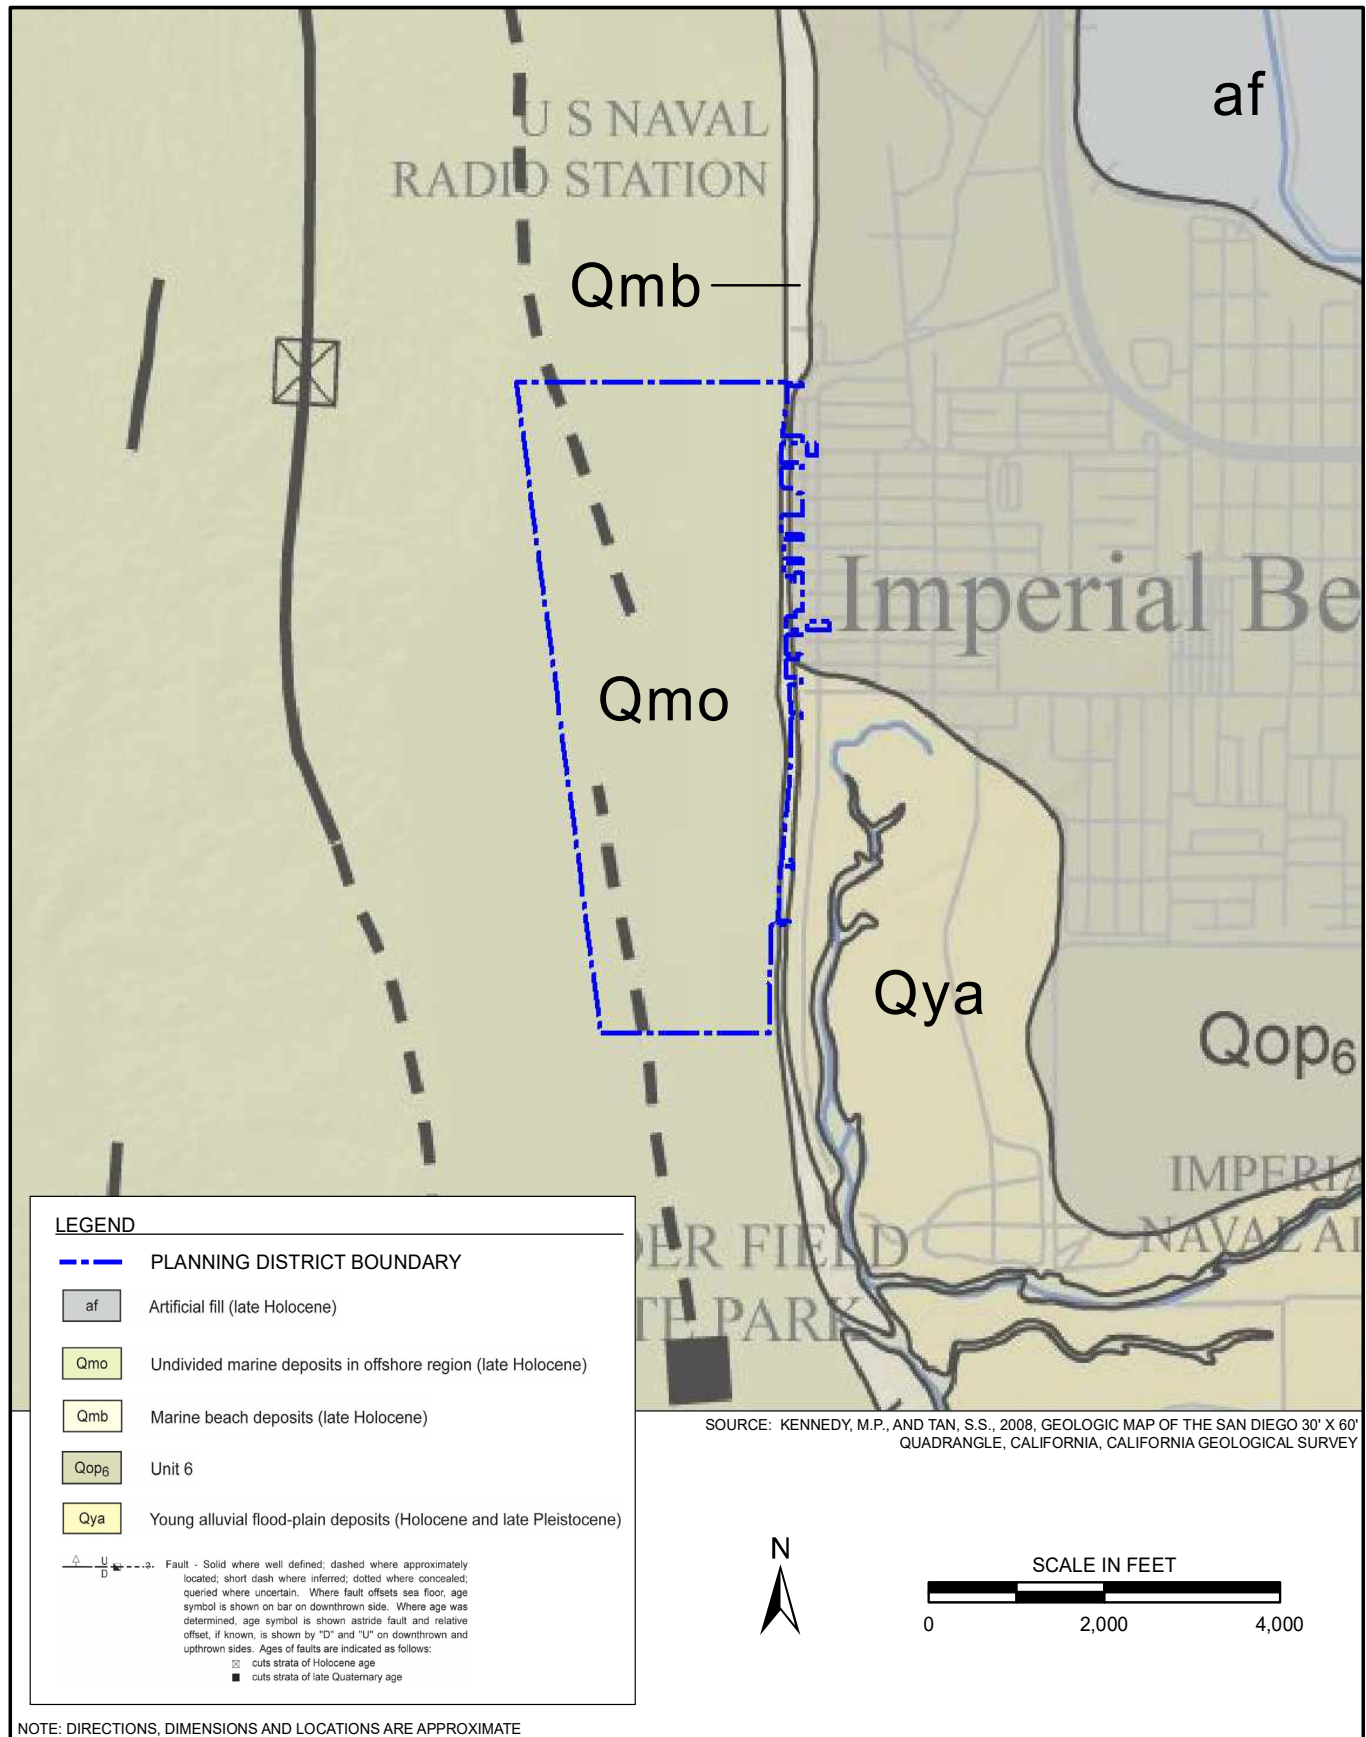 af
U S NAVAL
RADIO STATION
Qmb
Imperial Be
Qmo
Qya
Qop6
IMPERIA
NAVAL AI
DER FIELD
TE PARK
LEGEND
PLANNING DISTRICT BOUNDARY
af Artificial fill (late Holocene)
Qmo Undivided marine deposits in offshore region (late Holocene)
Qmb Marine beach deposits (late Holocene)
Qop6 Unit 6
Qya Young alluvial flood-plain deposits (Holocene and late Pleistocene)
U
D
?
Fault - Solid where well defined; dashed where approximately
located; short dash where inferred; dotted where concealed;
queried where uncertain. Where fault offsets sea floor, age
symbol is shown on bar on downthrown side. Where age was
determined, age symbol is shown astride fault and relative
offset, if known, is shown by "D" and "U" on downthrown and
upthrown sides. Ages of faults are indicated as follows:
cuts strata of Holocene age
cuts strata of late Quaternary age
SOURCE: KENNEDY, M.P., AND TAN, S.S., 2008, GEOLOGIC MAP OF THE SAN DIEGO 30' X 60'
QUADRANGLE, CALIFORNIA, CALIFORNIA GEOLOGICAL SURVEY
N
SCALE IN FEET
0 2,000 4,000
NOTE: DIRECTIONS, DIMENSIONS AND LOCATIONS ARE APPROXIMATE